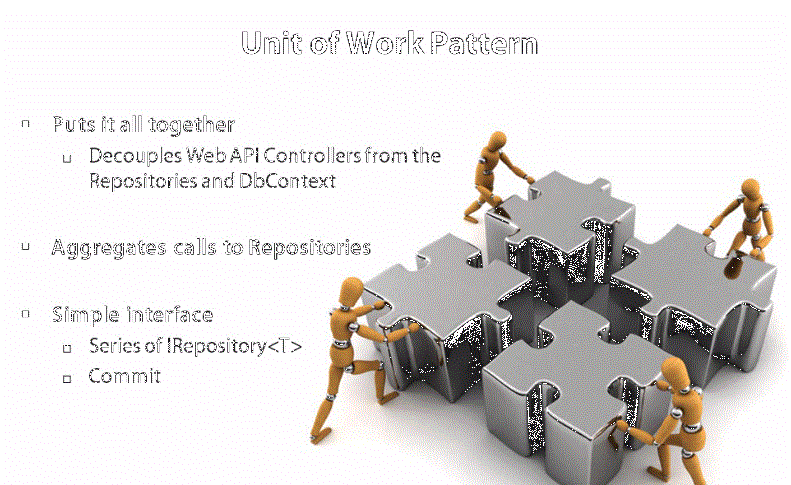 Unit of Work Pattern
Puts it all together
Decouples Web API Controllers from the
Repositories and DbContext
Aggregates calls to Repositories
Simple interface
Series of IRepository<T>
Commit